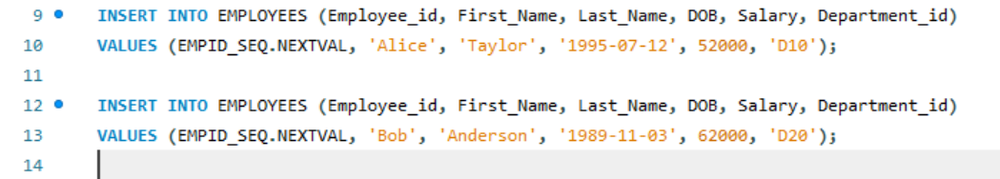 9 INSERT INTO EMPLOYEES (Employee_id, First_Name, Last_Name, DOB, Salary, Department_id)
10 VALUES (EMPID_SEQ.NEXTVAL, 'Alice', 'Taylor', '1995-07-12', 52000, 'D10');
11
12 INSERT INTO EMPLOYEES (Employee_id, First_Name, Last_Name, DOB, Salary, Department_id)
13 VALUES (EMPID_SEQ.NEXTVAL, 'Bob', 'Anderson', '1989-11-03', 62000, 'D20');
14